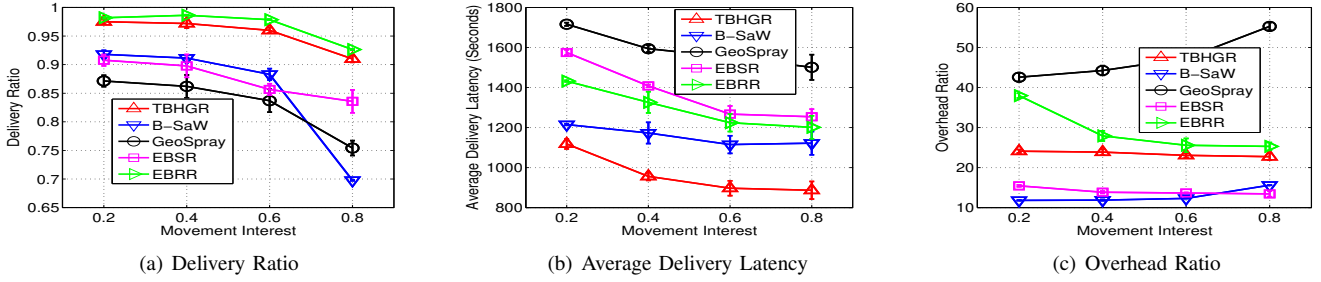 1
0.95
0.9
0.85
0.8
0.75
0.7
0.65
Delivery Ratio
TBHGR
B−SaW
GeoSpray
EBSR
EBRR
0.2
0.4
0.6
0.8
Movement Interest
(a) Delivery Ratio
1800
1600
1400
1200
1000
800
Average Delivery Latency (Seconds)
TBHGR
B−SaW
GeoSpray
EBSR
EBRR
0.2
0.4
0.6
0.8
Movement Interest
(b) Average Delivery Latency
60
50
40
30
20
10
Overhead Ratio
TBHGR
B−SaW
GeoSpray
EBSR
EBRR
0.2
0.4
0.6
0.8
Movement Interest
(c) Overhead Ratio